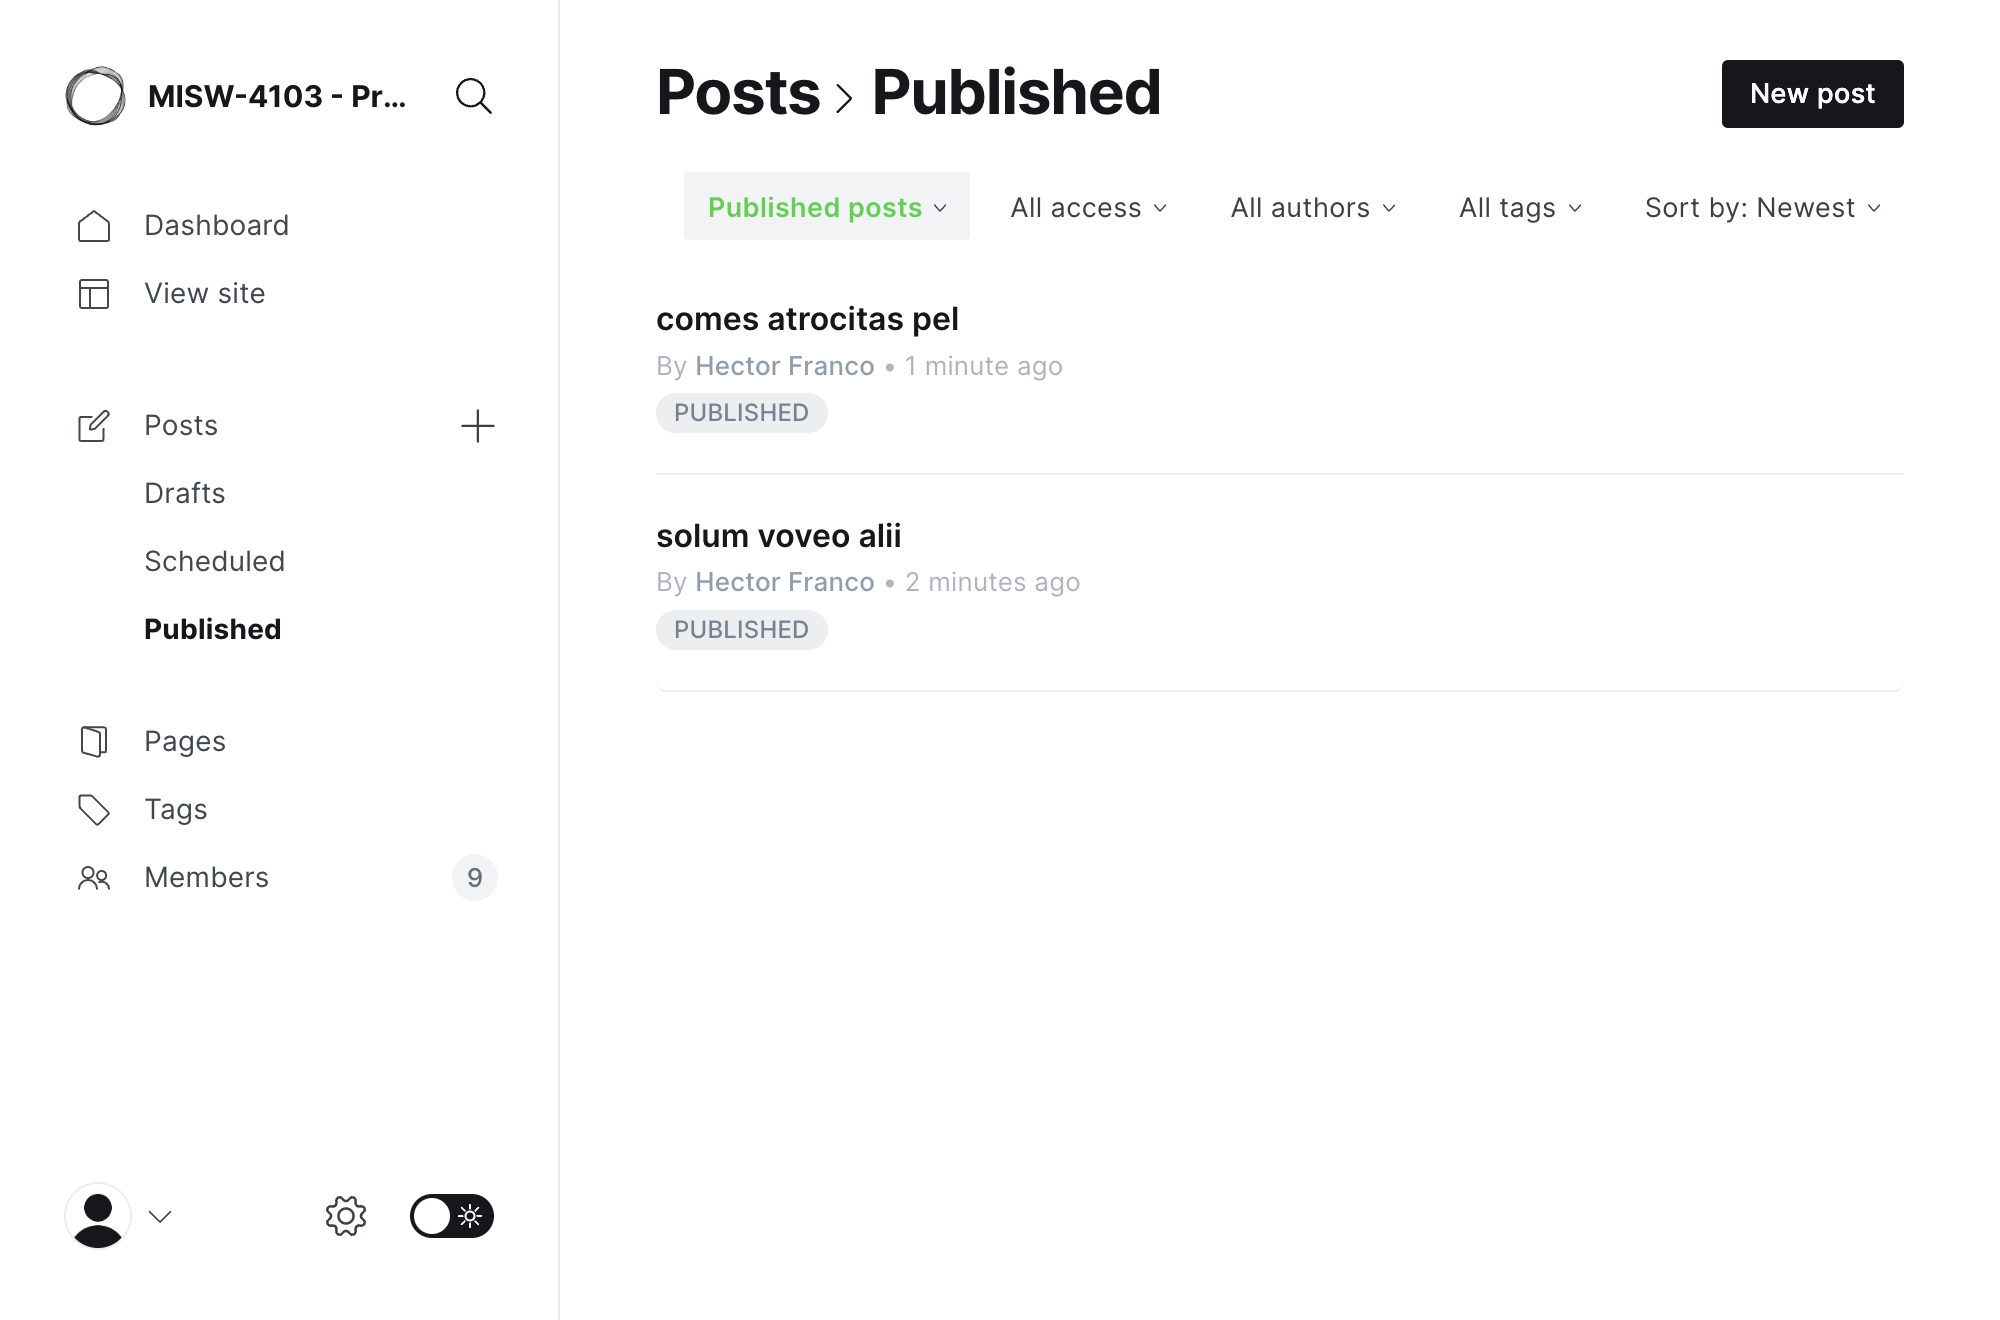 MISW-4103 - Pr...
Dashboard
View site
Posts
Drafts
Scheduled
Published
Pages
Tags
Members 9
Posts > Published
New post
Published posts All access All authors All tags Sort by: Newest
comes atrocitas pel
By Hector Franco • 1 minute ago
PUBLISHED
solum voveo alii
By Hector Franco • 2 minutes ago
PUBLISHED